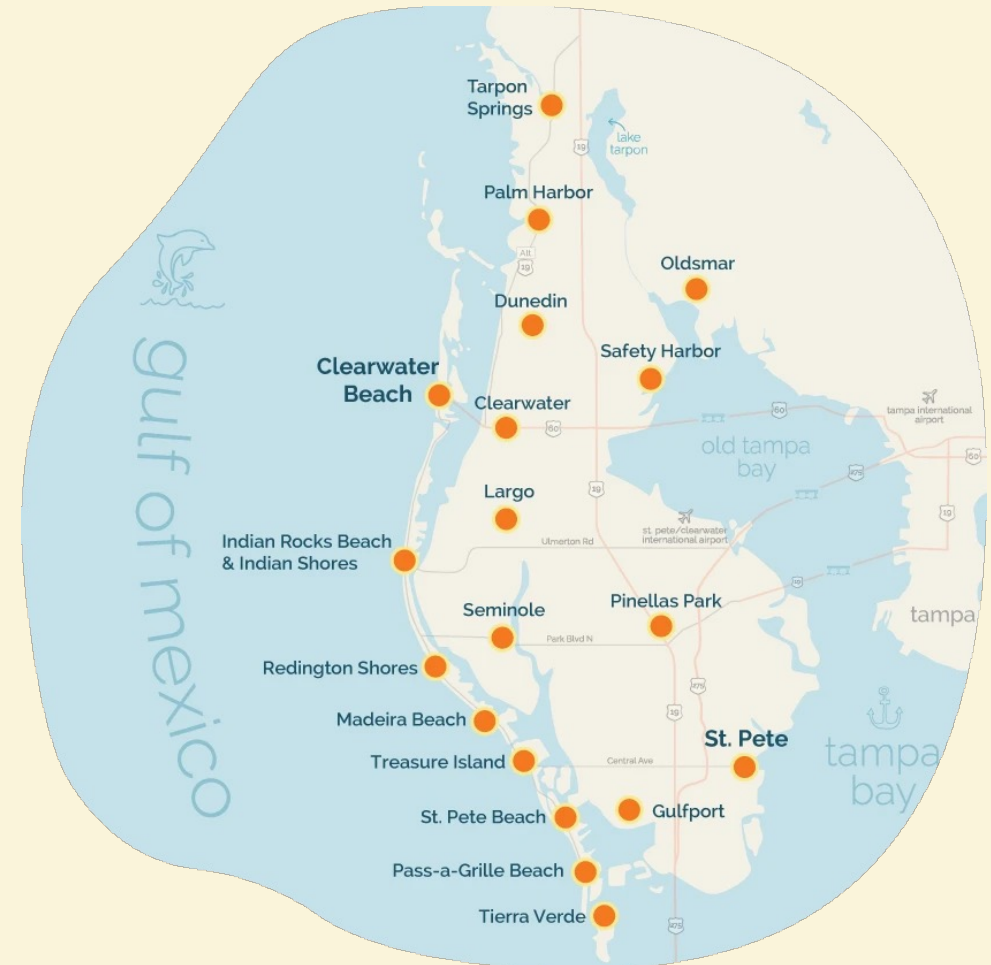 Tarpon
Springs
lake
tarpon
19
Palm Harbor
Alt.
19
Oldsmar
Dunedin
Safety Harbor
Clearwater
Beach
Clearwater
60
60
tampa international
airport
old tampa
bay
60
275
19
19
Largo
st. pete/clearwater
international airport
Ulmerton Rd
Indian Rocks Beach
& Indian Shores
gulf of mexico
Seminole
Pinellas Park
Park Blvd N
tampa
Redington Shores
275
19
Madeira Beach
St. Pete
Treasure Island
Central Ave
tampa
bay
St. Pete Beach
Gulfport
Pass-a-Grille Beach
Tierra Verde
275